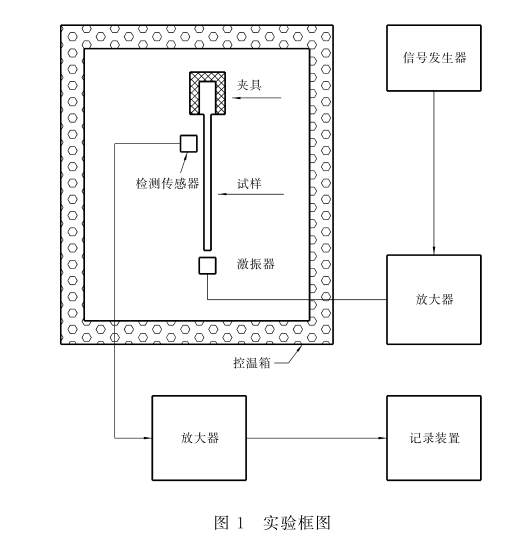 夹具
信号发生器
检测传感器
试样
激振器
放大器
控温箱
放大器
记录装置
图 1 实验框图